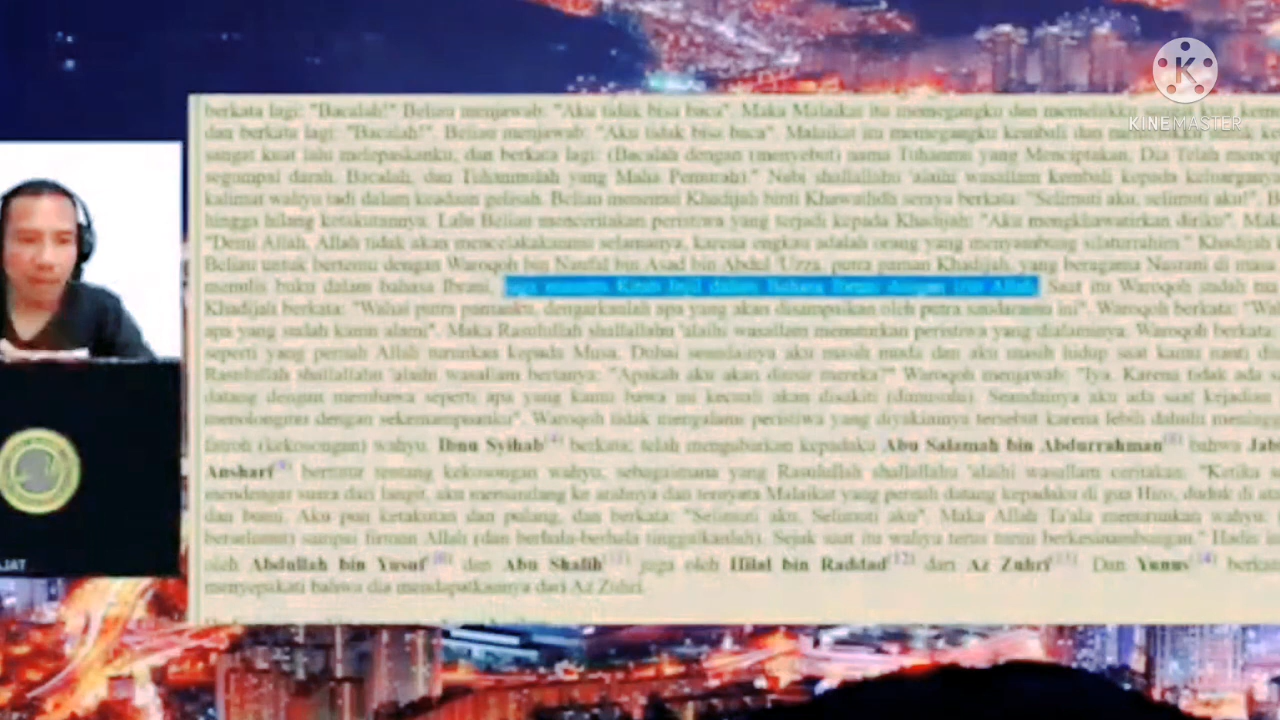 KINEMASTER
berkata lagi: "Bacalah!" Beliau menjawab: "Aku tidak bisa baca". Maka Malaikat itu memegangku dan memelukku
dan berkata lagi: "Bacalah!". menjawab: "Aku tidak bisa baca". Malaikat itu memegangku kembali dan
sangat kuat lalu melepaskanku, dan berkata lagi: (Bacalah dengan (menyebut) nama Tuhanmu yang Menciptakan. Dia Telah
segumpal darah. Bacalah, dan Tuhanmulah yang Maha Pemurah)." Nabi shallallahu 'alaihi wasallam kembali kepada
kalimat wahyu tadi dalam keadaan gelisah. Beliau menemui Khadijah binti Khawailidh seraya berkata: "Selimuti aku, selimuti aku!".
hingga hilang ketakutannya. Lalu Beliau menceritakan peristiwa yang terjadi kepada Khadijah: "Aku mengkhawatirkan diriku".
"Demi Allah, Allah tidak akan mencelakakanmu selamanya, karena engkau adalah orang yang menyambung silaturrahim." Khadijah
Beliau untuk bertemu dengan Waroqoh bin Naufal bin Asad bin Abdul 'Uzza, putra paman Khadijah, yang beragama Nasrani di
menulis buku dalam bahasa Ibrani, Kitab Injil dalam Bahasa Ibrani dengan izin Allah. Saat itu Waroqoh sudah
Khadijah berkata: "Wahai putra pamanku, dengarkanlah apa yang akan disampaikan oleh putra saudaramu ini". Waroqoh berkata:
apa yang sudah kamu alami". Maka Rasulullah shallallahu 'alaihi wasallam menuturkan peristiwa yang dialaminya. Waroqoh berkata
seperti yang pernah Allah turunkan kepada Musa. Duhai seandainya aku masih muda dan aku masih hidup saat kamu nanti
Rasulullah shallallahu 'alaihi wasallam bertanya: "Apakah aku akan diusir mereka?" Waroqoh menjawab: "Iya. Karena tidak ada
datang dengan membawa seperti apa yang kamu bawa ini kecuali akan disakiti (dimusuhi). Seandainya aku ada saat kejadian
menolongmu dengan sekemampuanku". Waroqoh tidak mengalami peristiwa yang diyakininya tersebut karena lebih dahulu
fatroh (kekosongan) wahyu. Ibnu Syihab berkata; telah mengabarkan kepadaku Abu Salamah bin Abdurrahman bahwa
Anshari bertutur tentang kekosongan wahyu, sebagaimana yang Rasulullah shallallahu 'alaihi wasallam ceritakan: "Ketika
mendengar suara dari langit, aku memandang ke arahnya dan ternyata Malaikat yang pernah datang kepadaku di gua Hiro, duduk di
dan bumi. Aku pun ketakutan dan pulang, dan berkata: "Selimuti aku. Selimuti aku". Maka Allah Ta'ala menurunkan wahyu:
berselimut) sampai firman Allah (dan berhala-berhala tinggalkanlah). Sejak saat itu wahyu terus turun berkesinambungan." Hadits
oleh Abdullah bin Yusuf dan Abu Shalih juga oleh Hilal bin Raddad [12] dari Az Zuhri Dan Yunus
menyepakati bahwa dia mendapatkannya dari Az Zuhri.